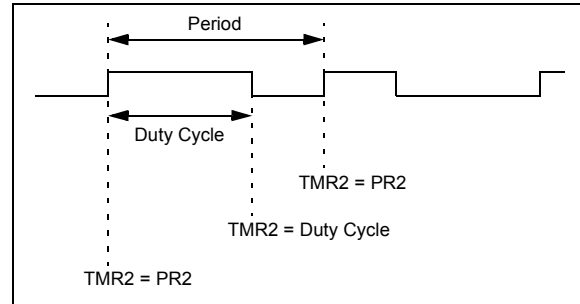 Period
Duty Cycle
TMR2 = PR2
TMR2 = Duty Cycle
TMR2 = PR2